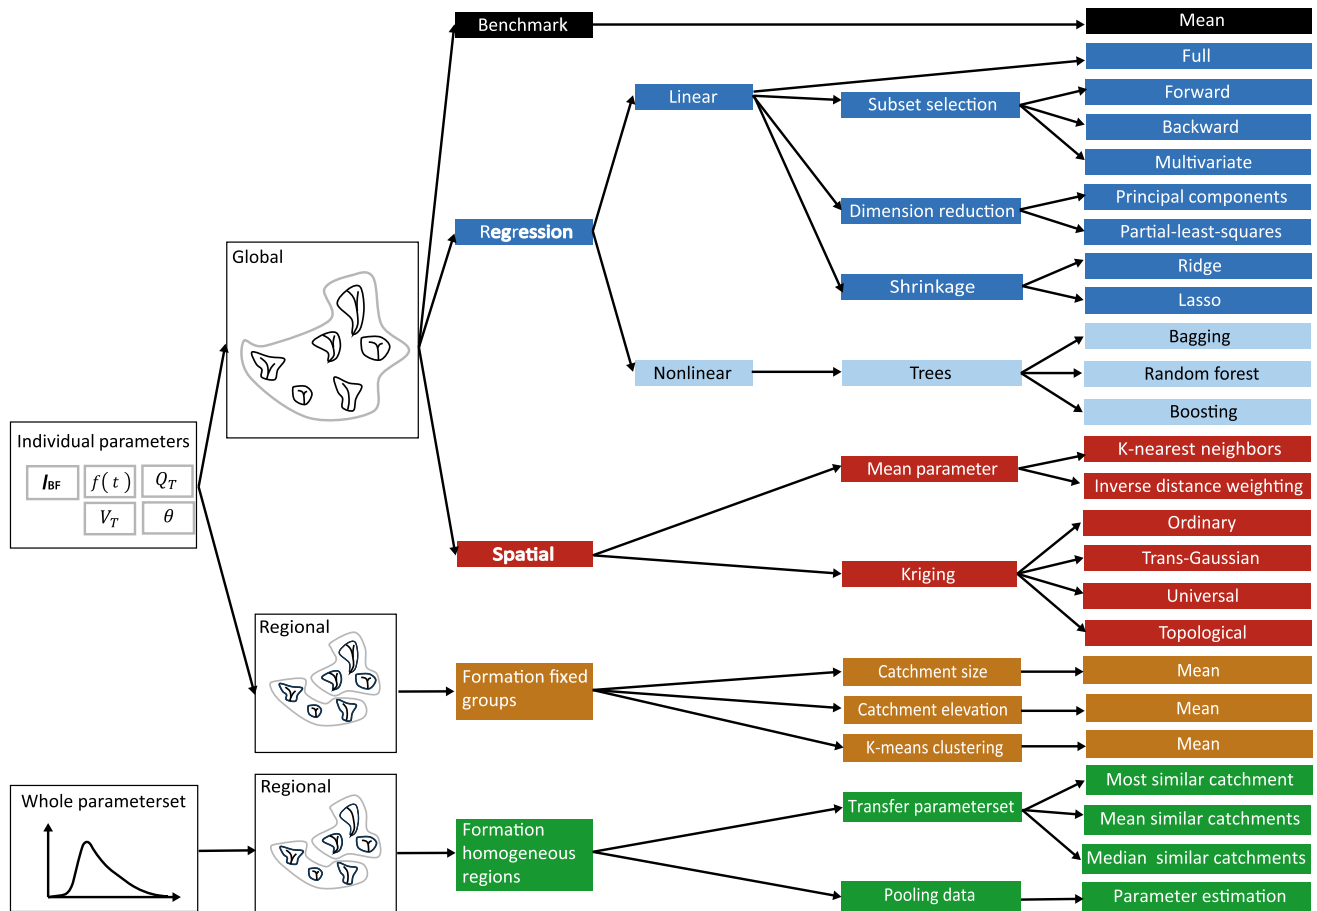 Benchmark
Mean
Full
Linear
Subset selection
Forward
Backward
Multivariate
Dimension reduction
Principal components
Partial-least-squares
Regression
Shrinkage
Ridge
Lasso
Global
Nonlinear
Trees
Bagging
Random forest
Boosting
Individual parameters
I_BF
f(t)
Q_T
V_T
θ
Mean parameter
K-nearest neighbors
Inverse distance weighting
Spatial
Kriging
Ordinary
Trans-Gaussian
Universal
Topological
Regional
Formation fixed
groups
Catchment size
Mean
Catchment elevation
Mean
K-means clustering
Mean
Whole parameterset
Regional
Formation
homogeneous
regions
Transfer parameterset
Most similar catchment
Mean similar catchments
Median similar catchments
Pooling data
Parameter estimation